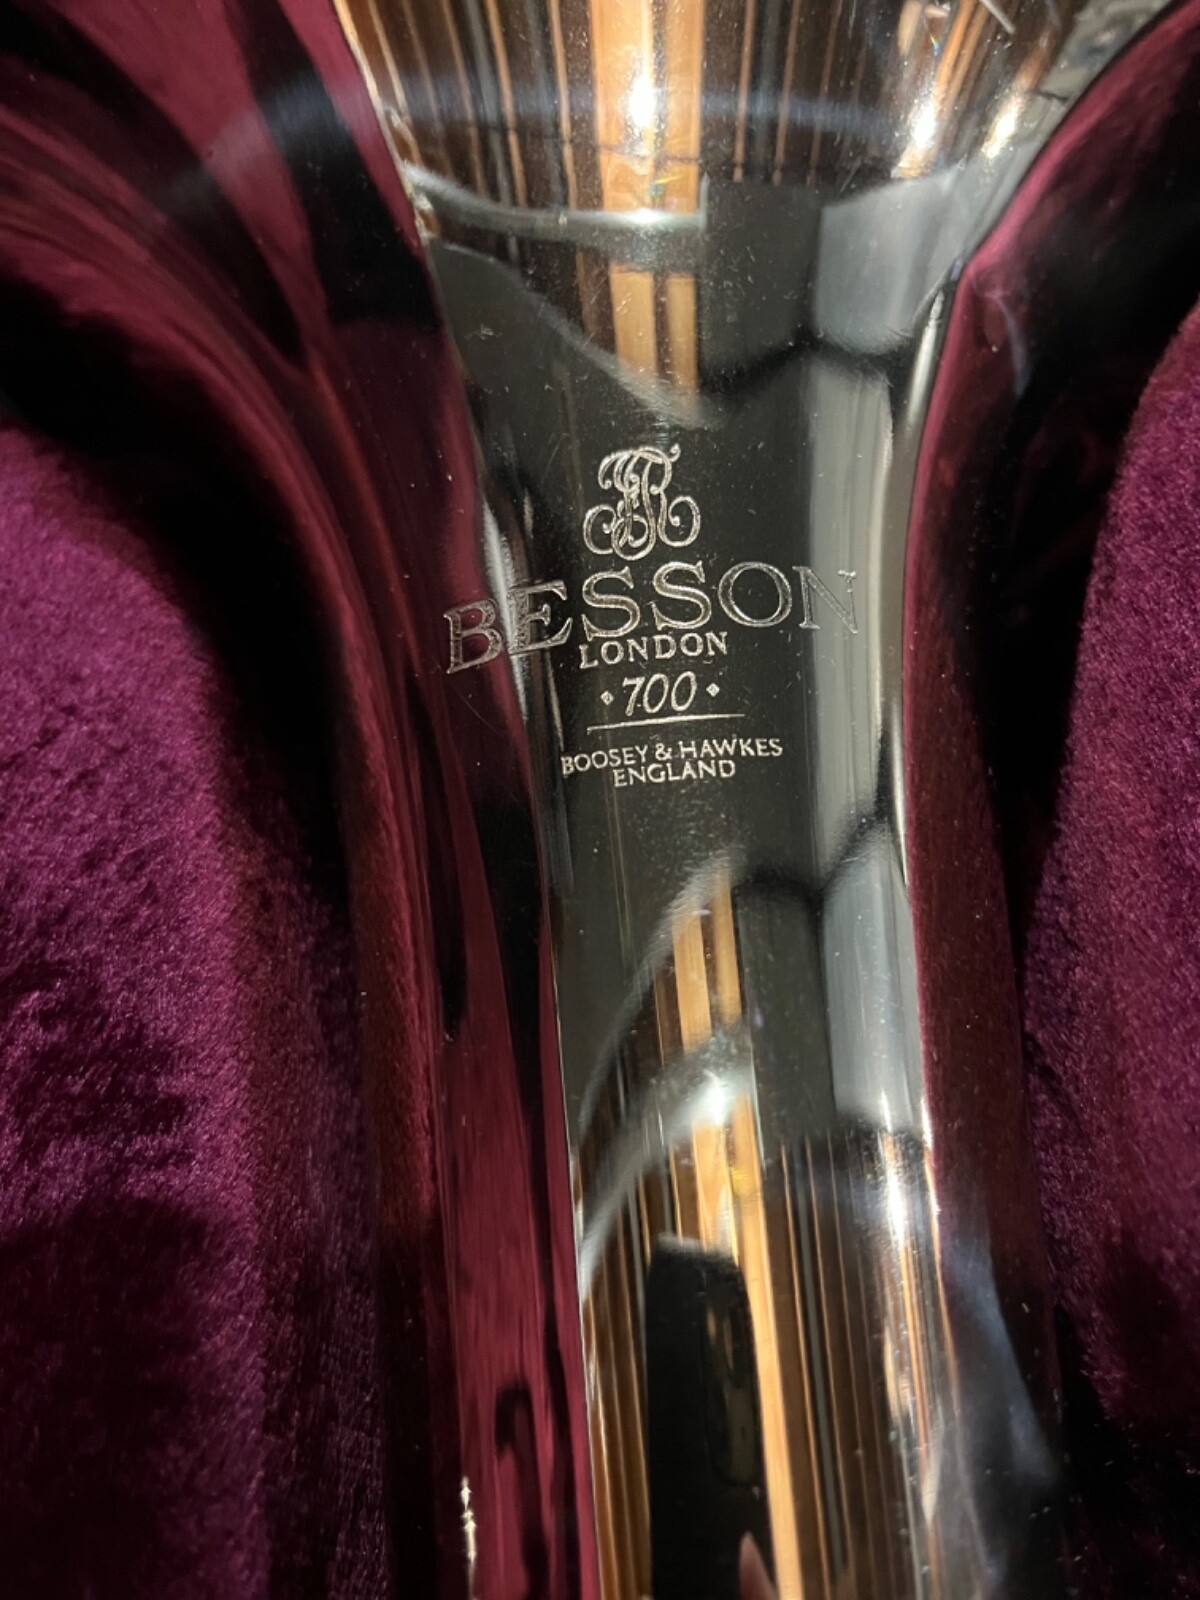 BESSON
LONDON
·700·
BOOSEY & HAWKES
ENGLAND